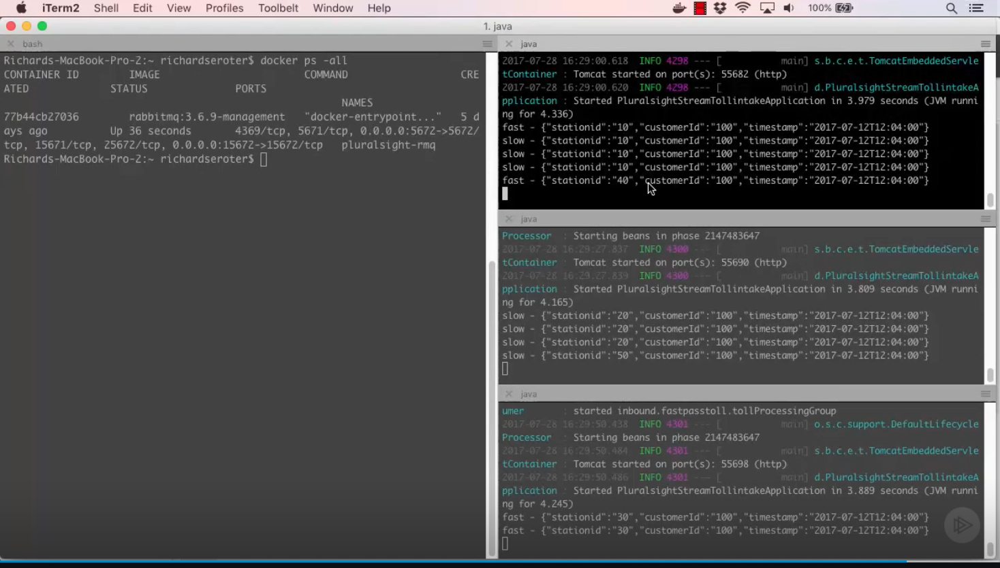 iTerm2 Shell Edit View Profiles Toolbelt Window Help 100%
1. java
bash
Richards-MacBook-Pro-2:~ richardseroter$ docker ps -all
CONTAINER ID IMAGE COMMAND CRE
ATED STATUS PORTS
NAMES
77b44cb27036 rabbitmq:3.6.9-management "docker-entrypoint..." 5 d
ays ago Up 36 seconds 4369/tcp, 5671/tcp, 0.0.0.0:5672->5672/
tcp, 15671/tcp, 25672/tcp, 0.0.0.0:15672->15672/tcp pluralsight-rmq
Richards-MacBook-Pro-2:~ richardseroter$
java
2017-07-28 16:29:00.618 INFO 4298 --- [ main] s.b.c.e.t.TomcatEmbeddedServle
tContainer : Tomcat started on port(s): 55682 (http)
2017-07-28 16:29:00.620 INFO 4298 --- [ main] d.PluralsightStreamTollintakeA
pplication : Started PluralsightStreamTollintakeApplication in 3.979 seconds (JVM runni
ng for 4.336)
fast - {"stationid":"10","customerId":"100","timestamp":"2017-07-12T12:04:00"}
slow - {"stationid":"10","customerId":"100","timestamp":"2017-07-12T12:04:00"}
slow - {"stationid":"10","customerId":"100","timestamp":"2017-07-12T12:04:00"}
slow - {"stationid":"10","customerId":"100","timestamp":"2017-07-12T12:04:00"}
fast - {"stationid":"40","customerId":"100","timestamp":"2017-07-12T12:04:00"}
java
Processor : Starting beans in phase 2147483647
2017-07-28 16:29:27.837 INFO 4300 --- [ main] s.b.c.e.t.TomcatEmbeddedServle
tContainer : Tomcat started on port(s): 55690 (http)
2017-07-28 16:29:27.839 INFO 4300 --- [ main] d.PluralsightStreamTollintakeA
pplication : Started PluralsightStreamTollintakeApplication in 3.809 seconds (JVM runni
ng for 4.165)
slow - {"stationid":"20","customerId":"100","timestamp":"2017-07-12T12:04:00"}
slow - {"stationid":"20","customerId":"100","timestamp":"2017-07-12T12:04:00"}
slow - {"stationid":"20","customerId":"100","timestamp":"2017-07-12T12:04:00"}
slow - {"stationid":"50","customerId":"100","timestamp":"2017-07-12T12:04:00"}
java
umer : started inbound.fastpasstoll.tollProcessingGroup
2017-07-28 16:29:50.438 INFO 4301 --- [ main] o.s.c.support.DefaultLifecycle
Processor : Starting beans in phase 2147483647
2017-07-28 16:29:50.484 INFO 4301 --- [ main] s.b.c.e.t.TomcatEmbeddedServle
tContainer : Tomcat started on port(s): 55698 (http)
2017-07-28 16:29:50.486 INFO 4301 --- [ main] d.PluralsightStreamTollintakeA
pplication : Started PluralsightStreamTollintakeApplication in 3.889 seconds (JVM runni
ng for 4.245)
fast - {"stationid":"30","customerId":"100","timestamp":"2017-07-12T12:04:00"}
fast - {"stationid":"30","customerId":"100","timestamp":"2017-07-12T12:04:00"}